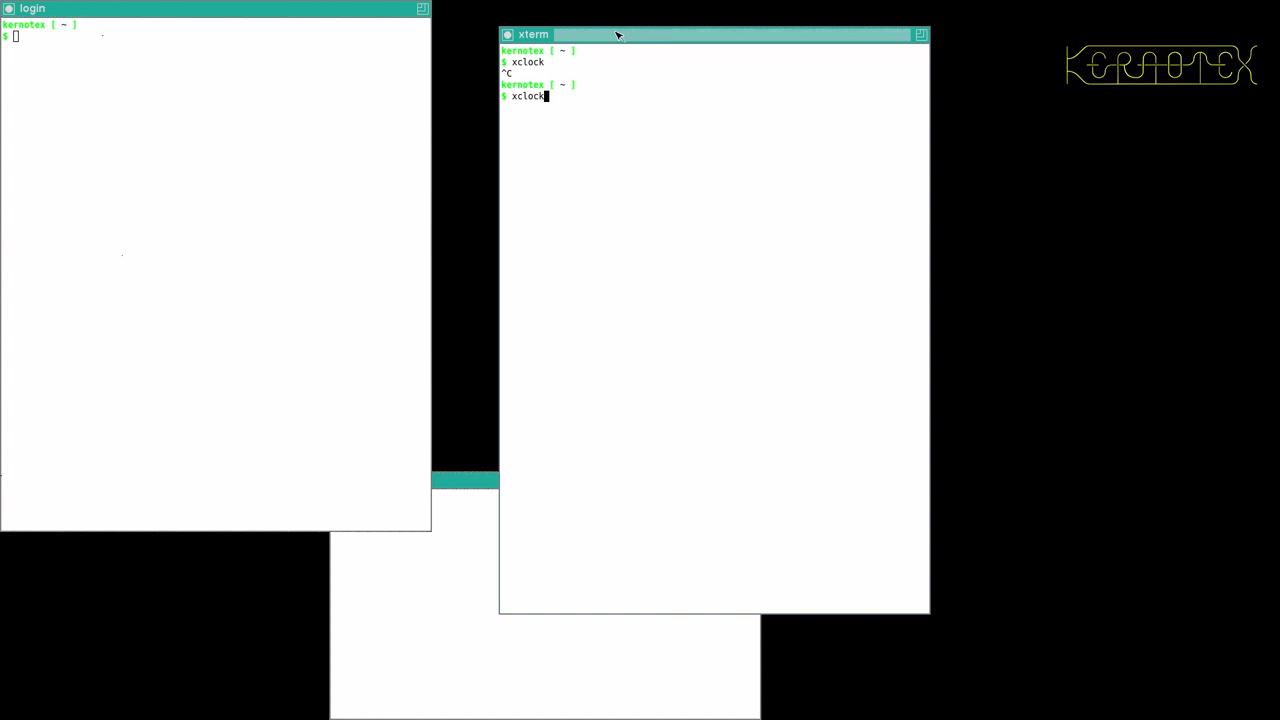 login
kernotex [ ~ ]
$
xterm
kernotex [ ~ ]
$ xclock
^C
kernotex [ ~ ]
$ xclock
KERNOTEX